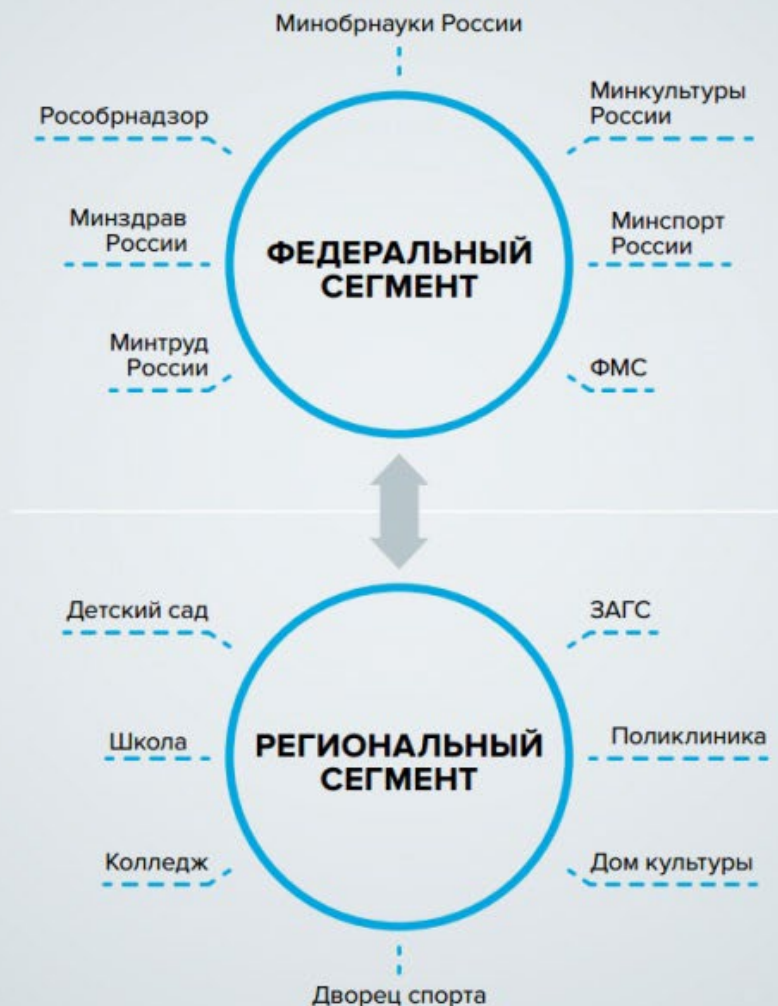 Минобрнауки России
Рособрнадзор
Минкультуры
России
Минздрав
России
ФЕДЕРАЛЬНЫЙ
СЕГМЕНТ
Минспорт
России
Минтруд
России
ФМС
Детский сад
ЗАГС
Школа
РЕГИОНАЛЬНЫЙ
СЕГМЕНТ
Поликлиника
Колледж
Дом культуры
Дворец спорта